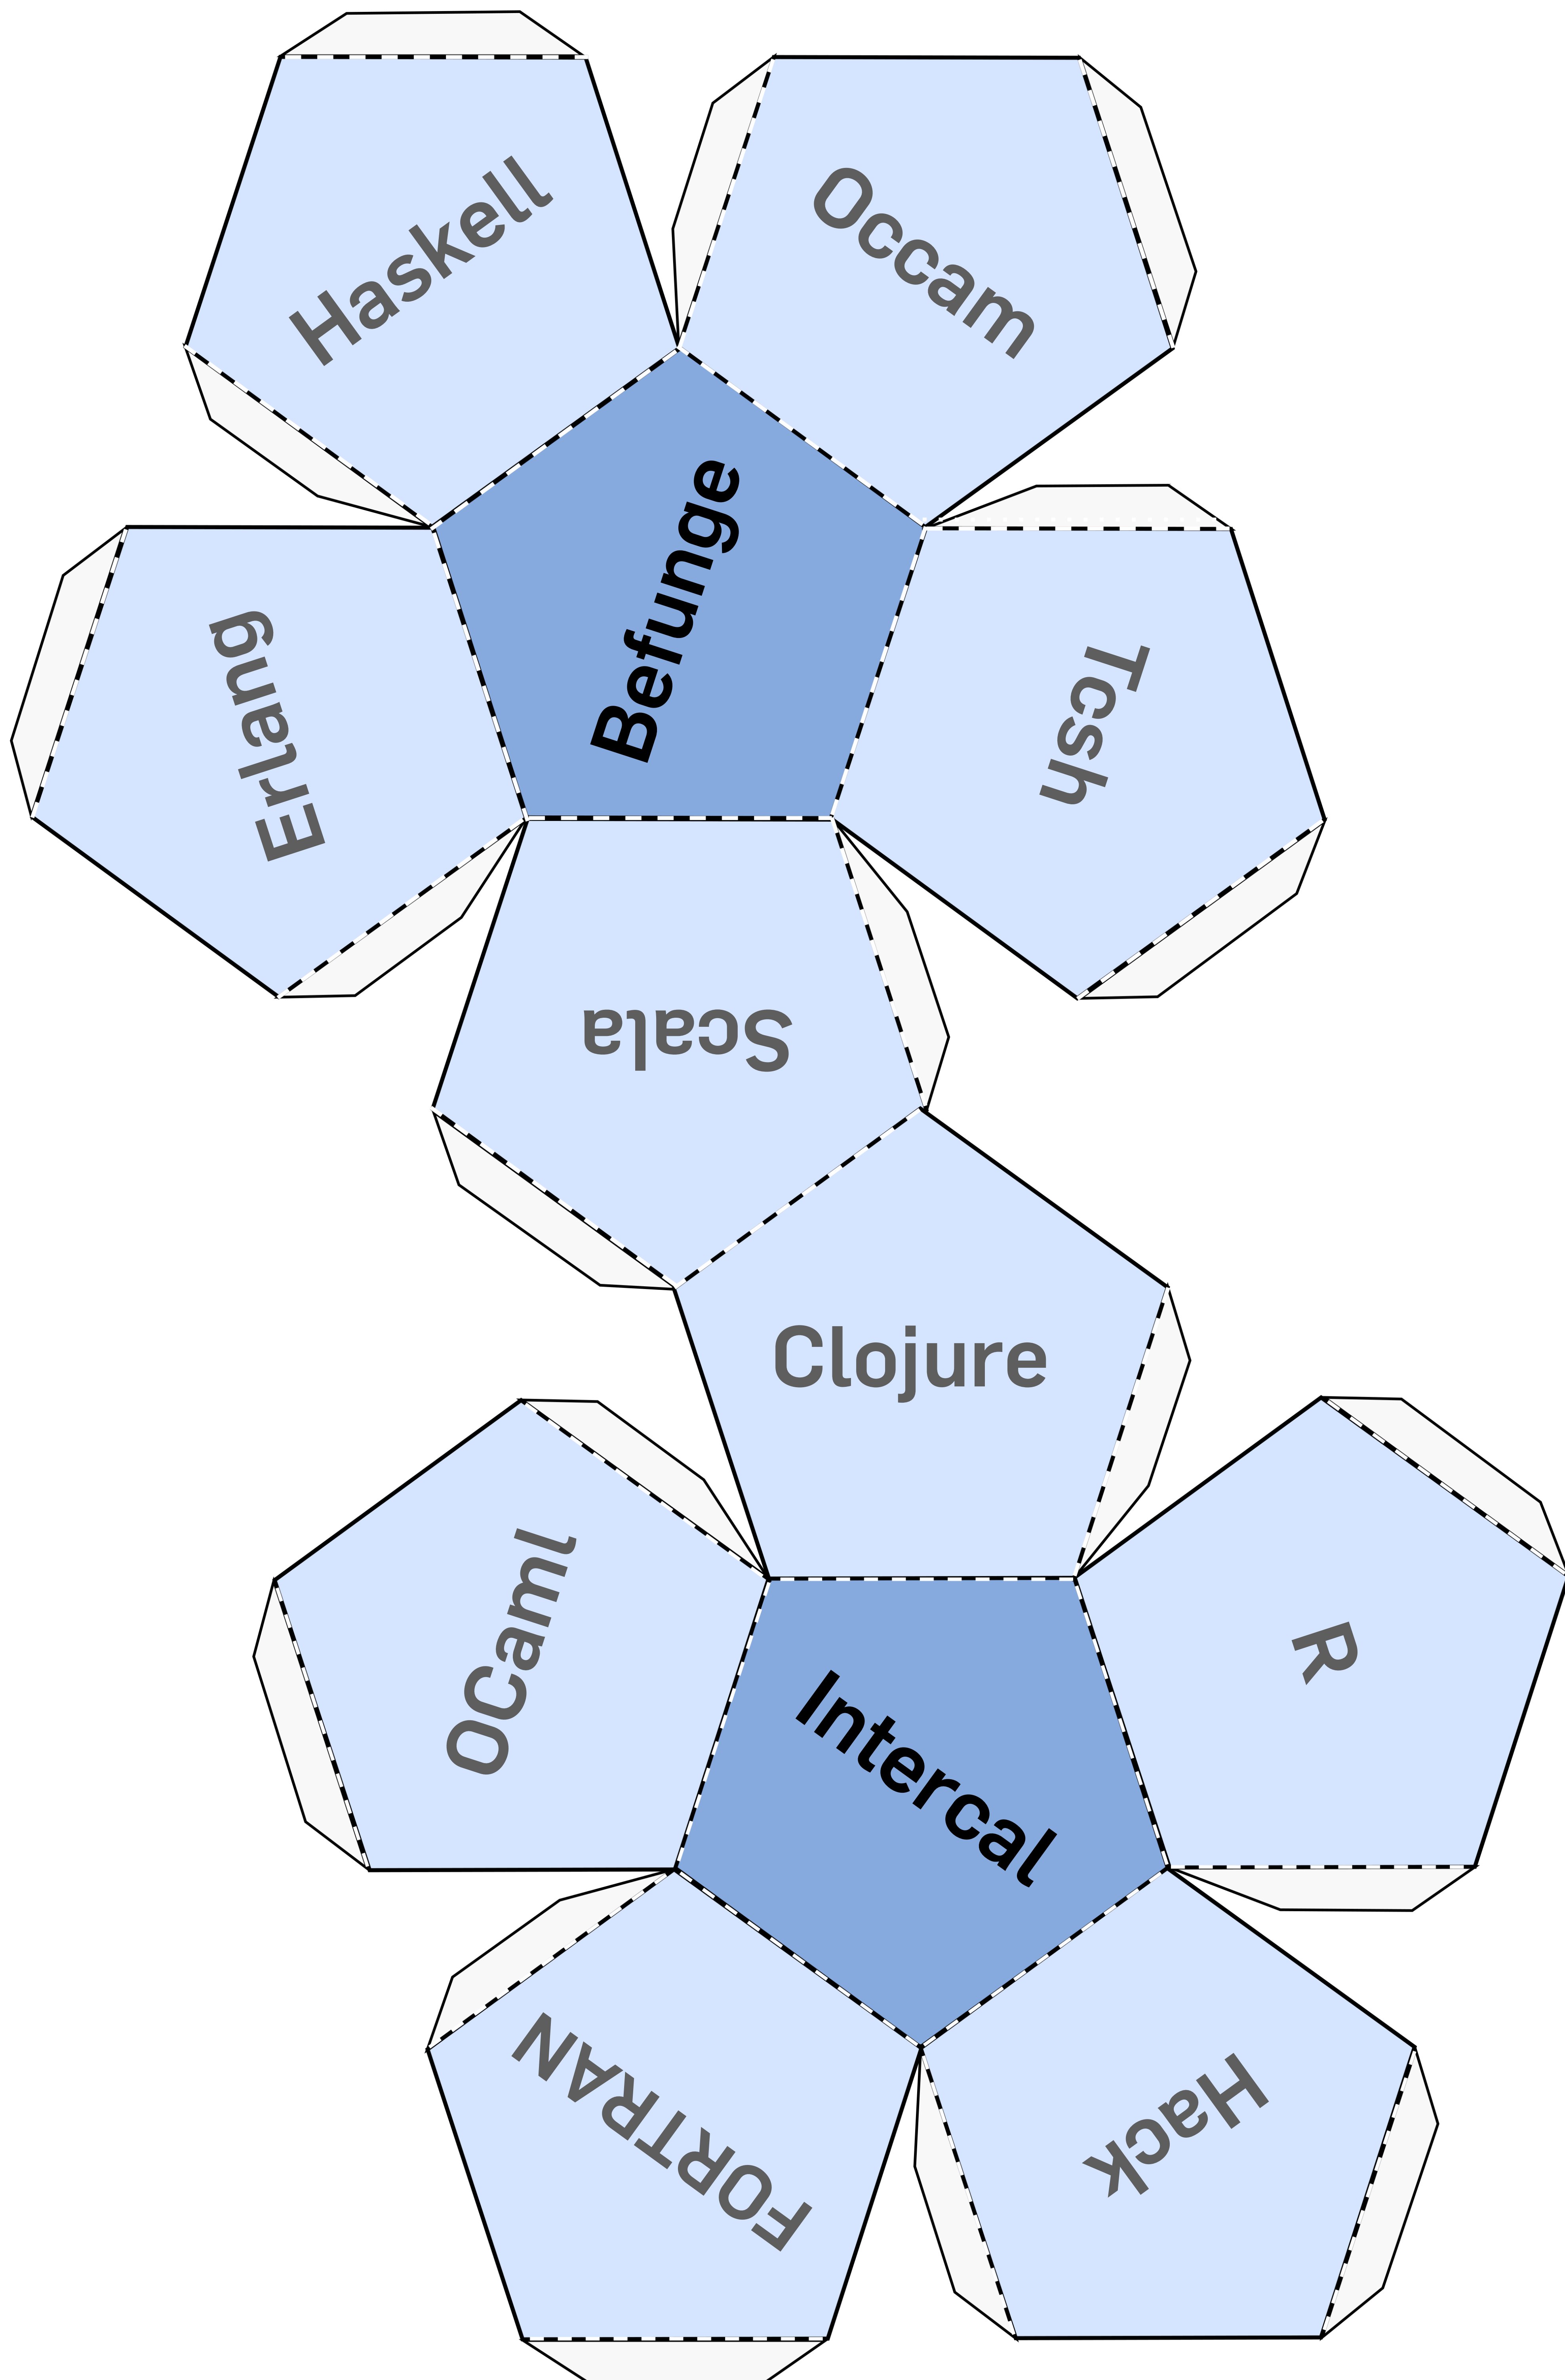 Haskell
Occam
Befunge
Erlang
Tcsh
Scala
Clojure
OCaml
R
Intercal
FORTRAN
Hack